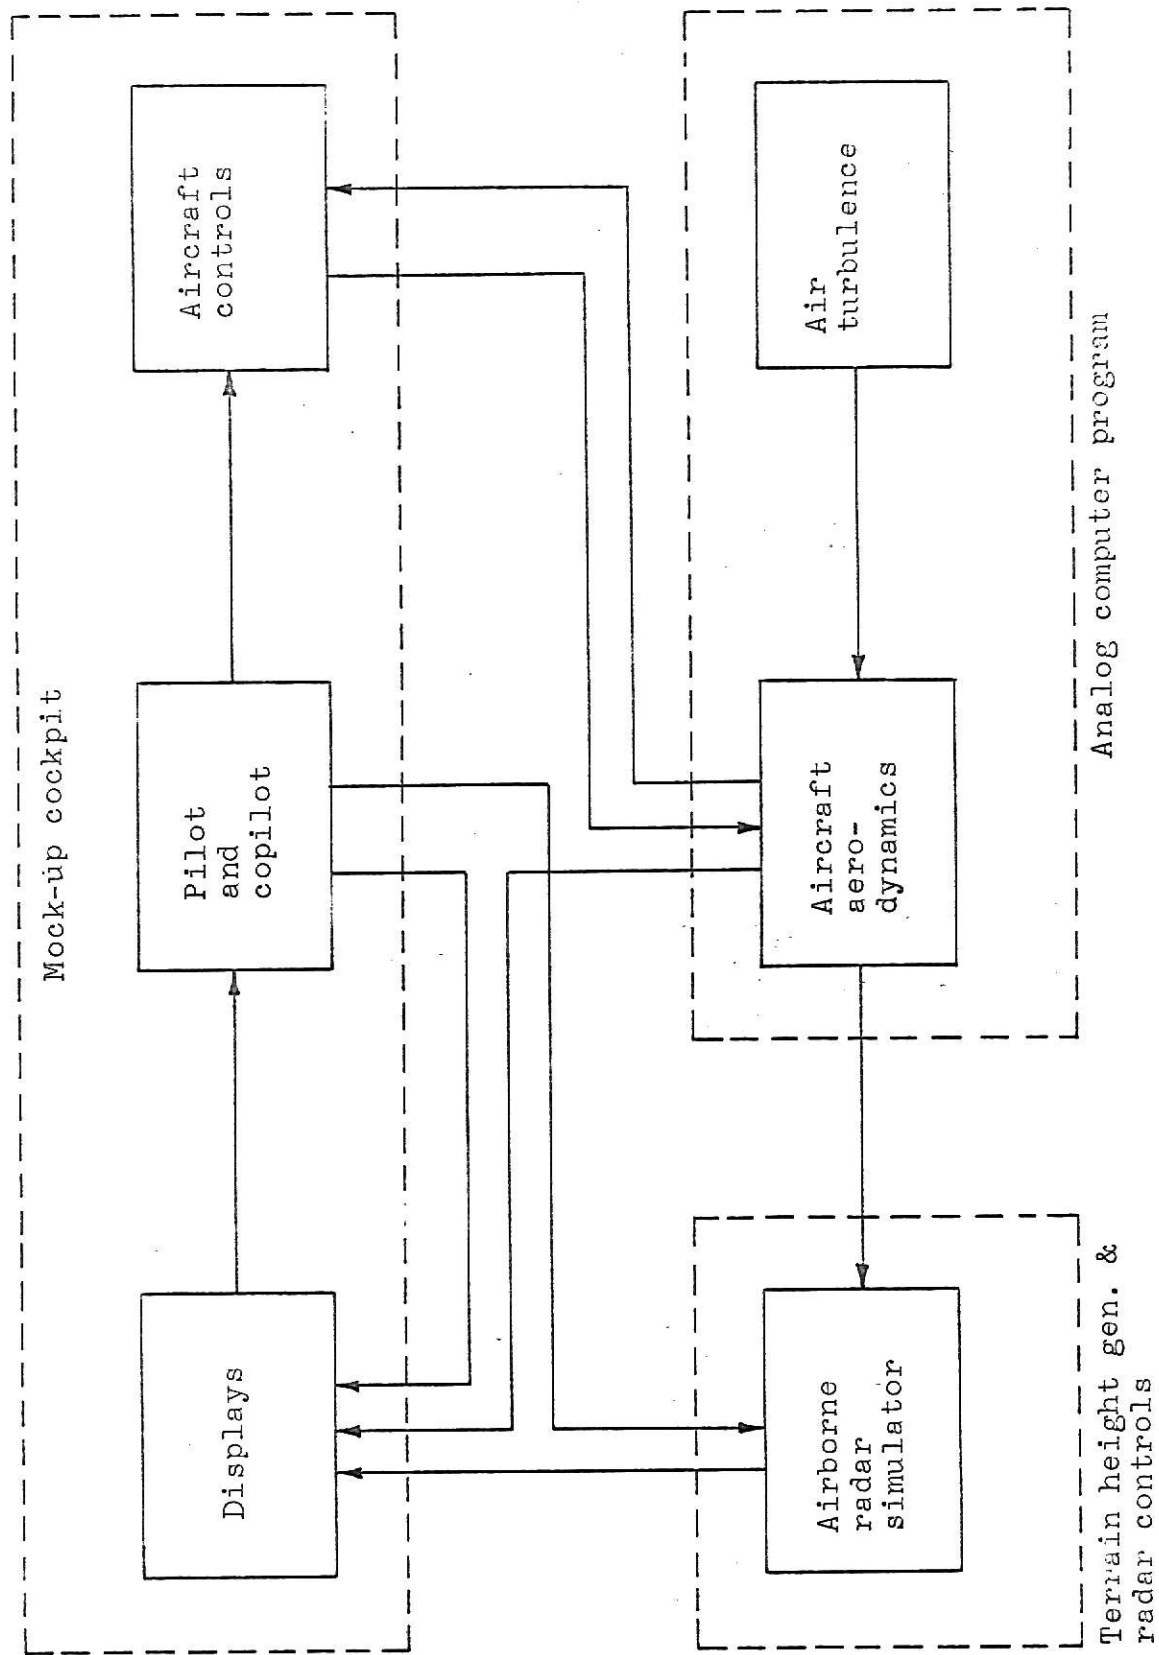 Mock-up cockpit
Displays
Pilot
and
copilot
Aircraft
controls
Airborne
radar
simulator
Aircraft
aero-
dynamics
Air
turbulence
Terrain height gen. &
radar controls
Analog computer program